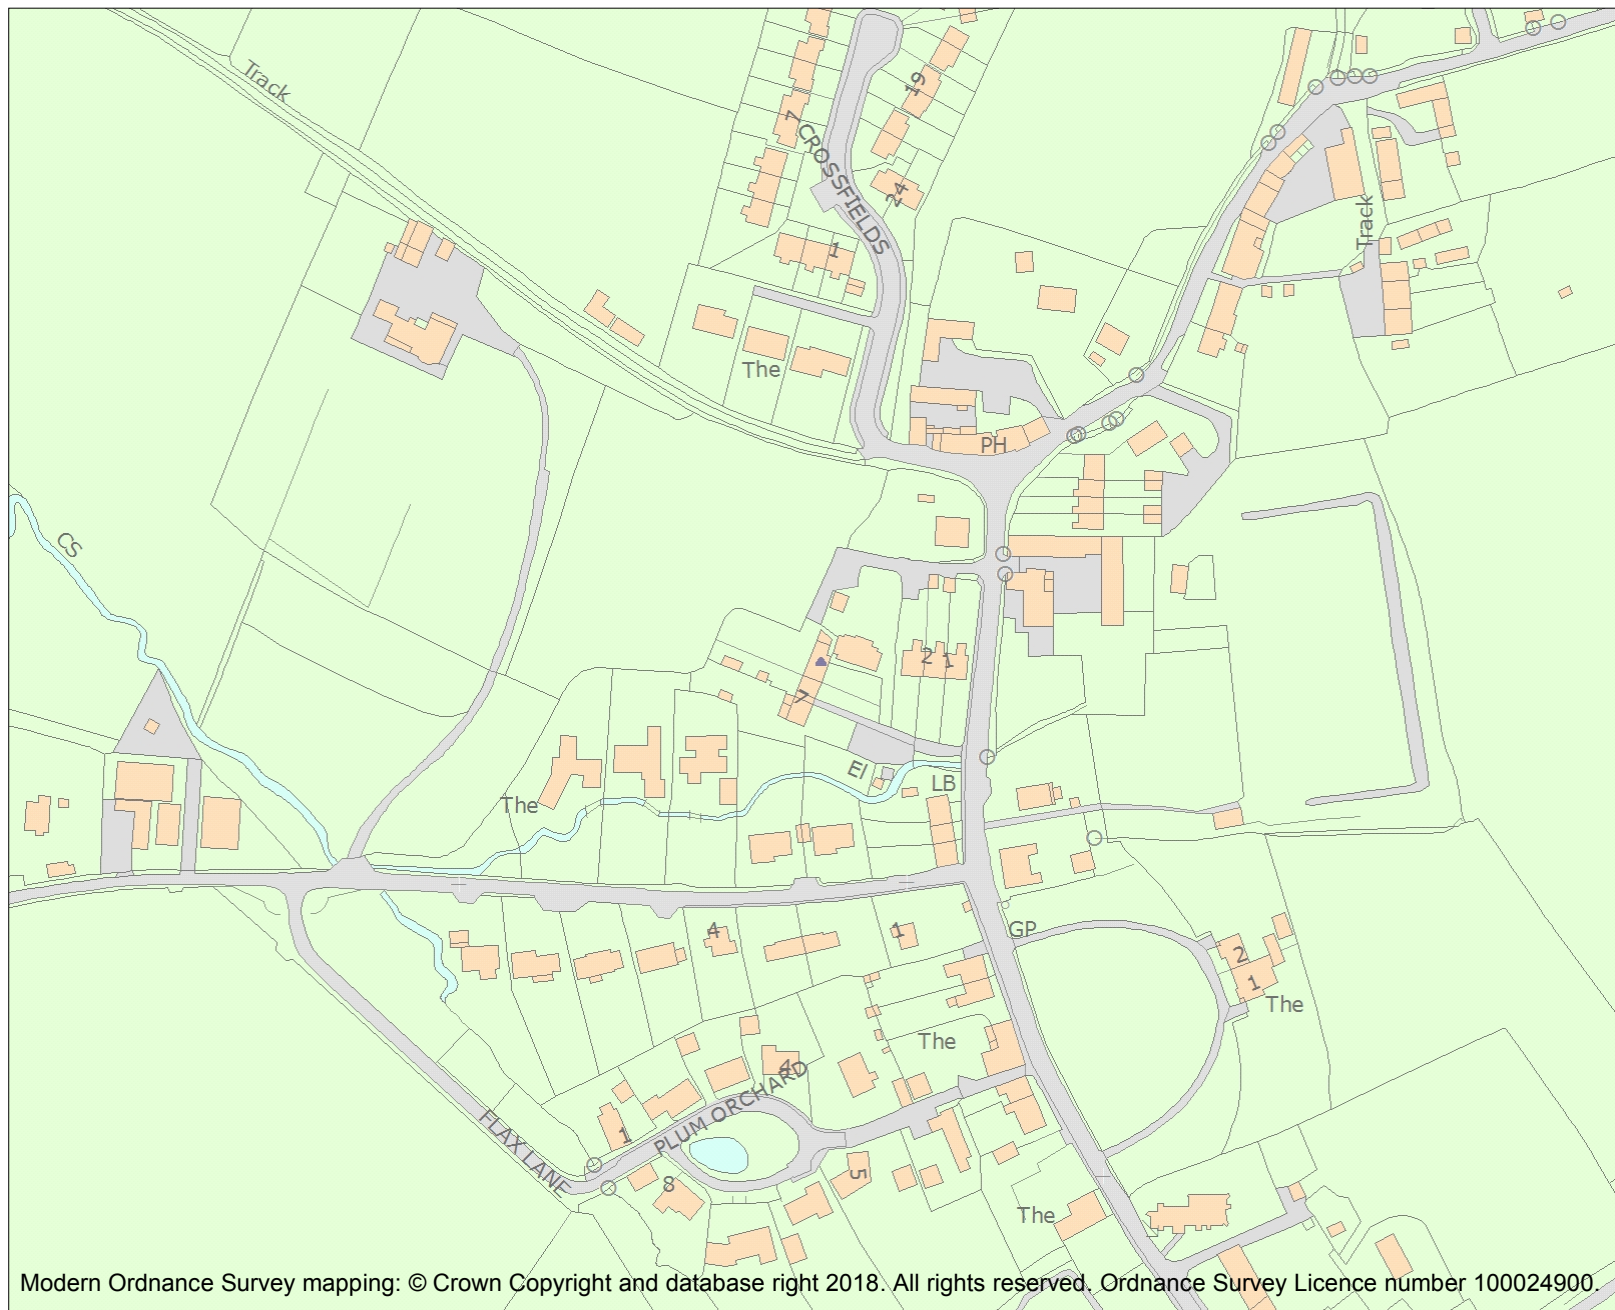 Track
19
7
CROSSFIELDS
24
1
Track
The
PH
CS
2
1
7
El
LB
The
4
1
GP
2
1
The
The
4
PLUM ORCHARD
1
FLAX LANE
8
5
The
Modern Ordnance Survey mapping: © Crown Copyright and database right 2018. All rights reserved. Ordnance Survey Licence number 100024900.